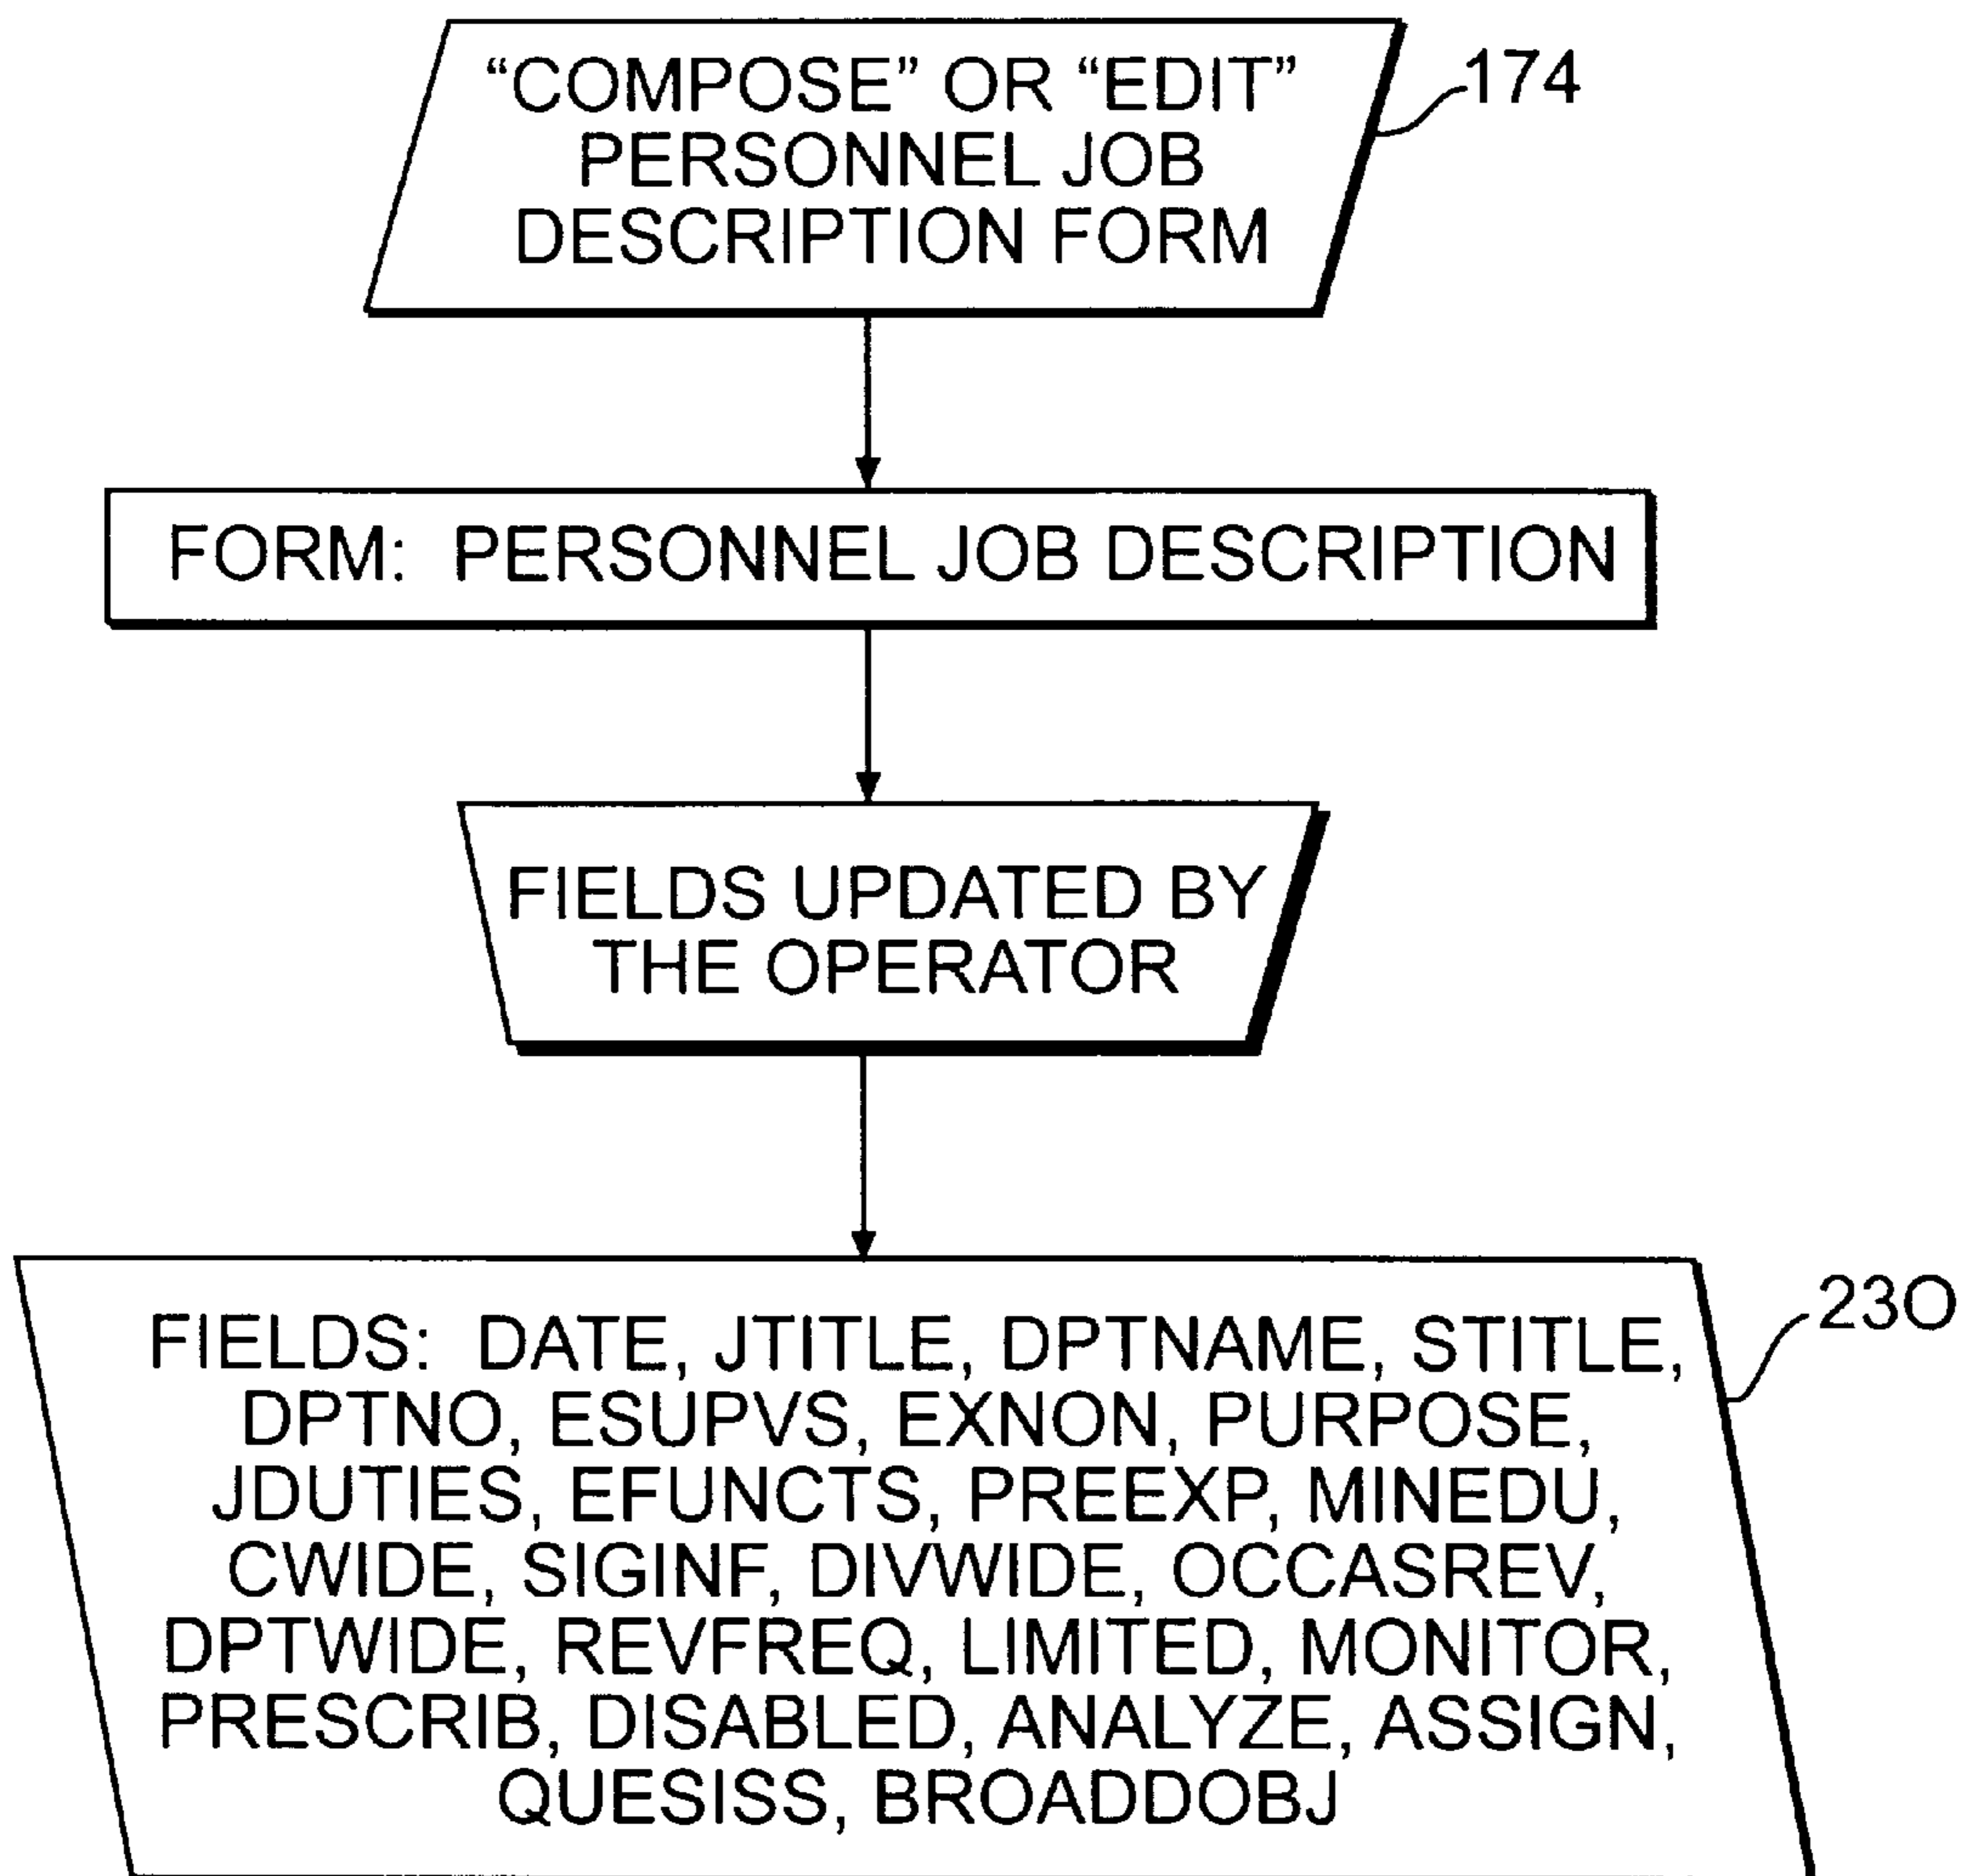 “COMPOSE” OR “EDIT”
PERSONNEL JOB
DESCRIPTION FORM
174
FORM: PERSONNEL JOB DESCRIPTION
FIELDS UPDATED BY
THE OPERATOR
FIELDS: DATE, JTITLE, DPTNAME, STITLE,
DPTNO, ESUPVS, EXNON, PURPOSE,
JDUTIES, EFUNCTS, PREEXP, MINEDU,
CWIDE, SIGINF, DIVWIDE, OCCASREV,
DPTWIDE, REVFREQ, LIMITED, MONITOR,
PRESCRIB, DISABLED, ANALYZE, ASSIGN,
QUESISS, BROADDOBJ
230